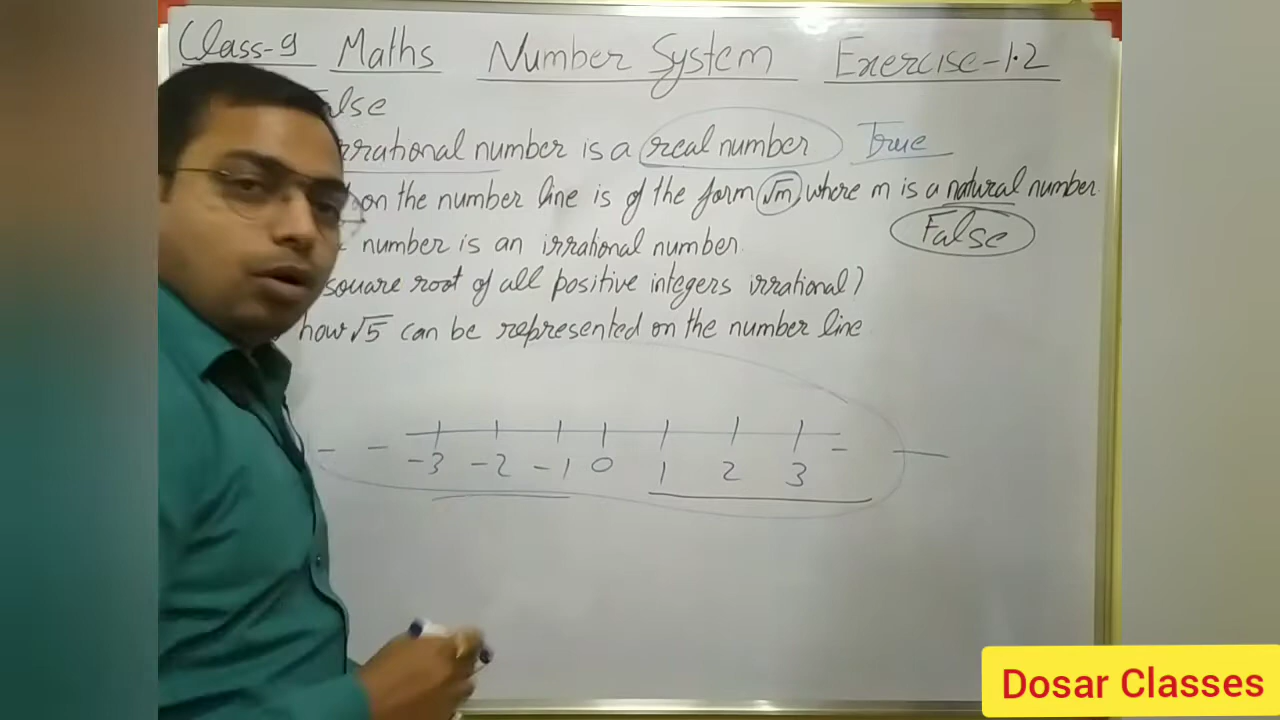 Class-9 Maths Number System Exercise-1.2
alse
rrational number is a real number True
on the number line is of the form √m, where m is a natural number.
False
number is an irrational number.
square root of all positive integers irrational?
how √5 can be represented on the number line
-3 -2 -1 0 1 2 3
Dosar Classes